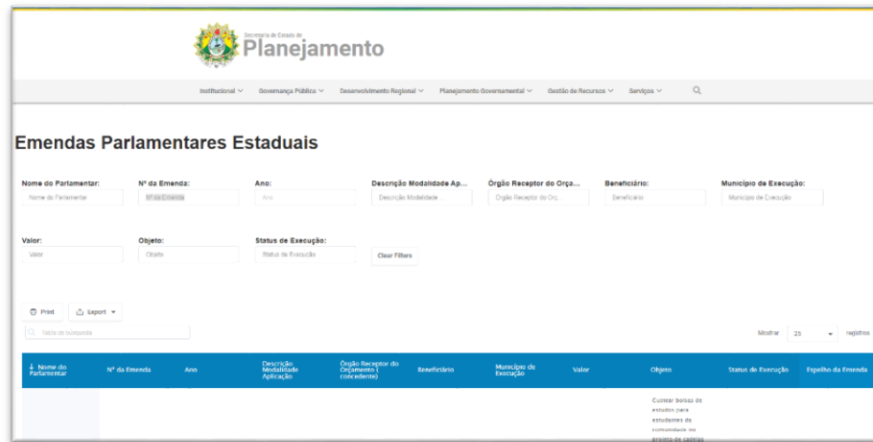 Secretaria de Estado de
Planejamento
Institucional Governança Pública Desenvolvimento Regional Planejamento Governamental Gestão de Recursos Serviços
Emendas Parlamentares Estaduais
Nome do Parlamentar: Nº da Emenda: Ano: Descrição Modalidade Ap... Órgão Receptor do Orça... Beneficiário: Município de Execução:
Nome do Parlamentar Nº da Emenda Ano Descrição Modalidade ... Órgão Receptor do Orç... Beneficiário Município de Execução
Valor: Objeto: Status de Execução:
Valor Objeto Status de Execução Clear Filters
Print Export
Mostrar 25 registros
Nome do Parlamentar Nº da Emenda Ano Descrição Modalidade Aplicação Órgão Receptor do Orçamento ( concedente) Beneficiário Município de Execução Valor Objeto Status de Execução Espelho da Emenda
Custear bolsas de
estudos para
estudantes de
comunidade no
projeto de cadeias